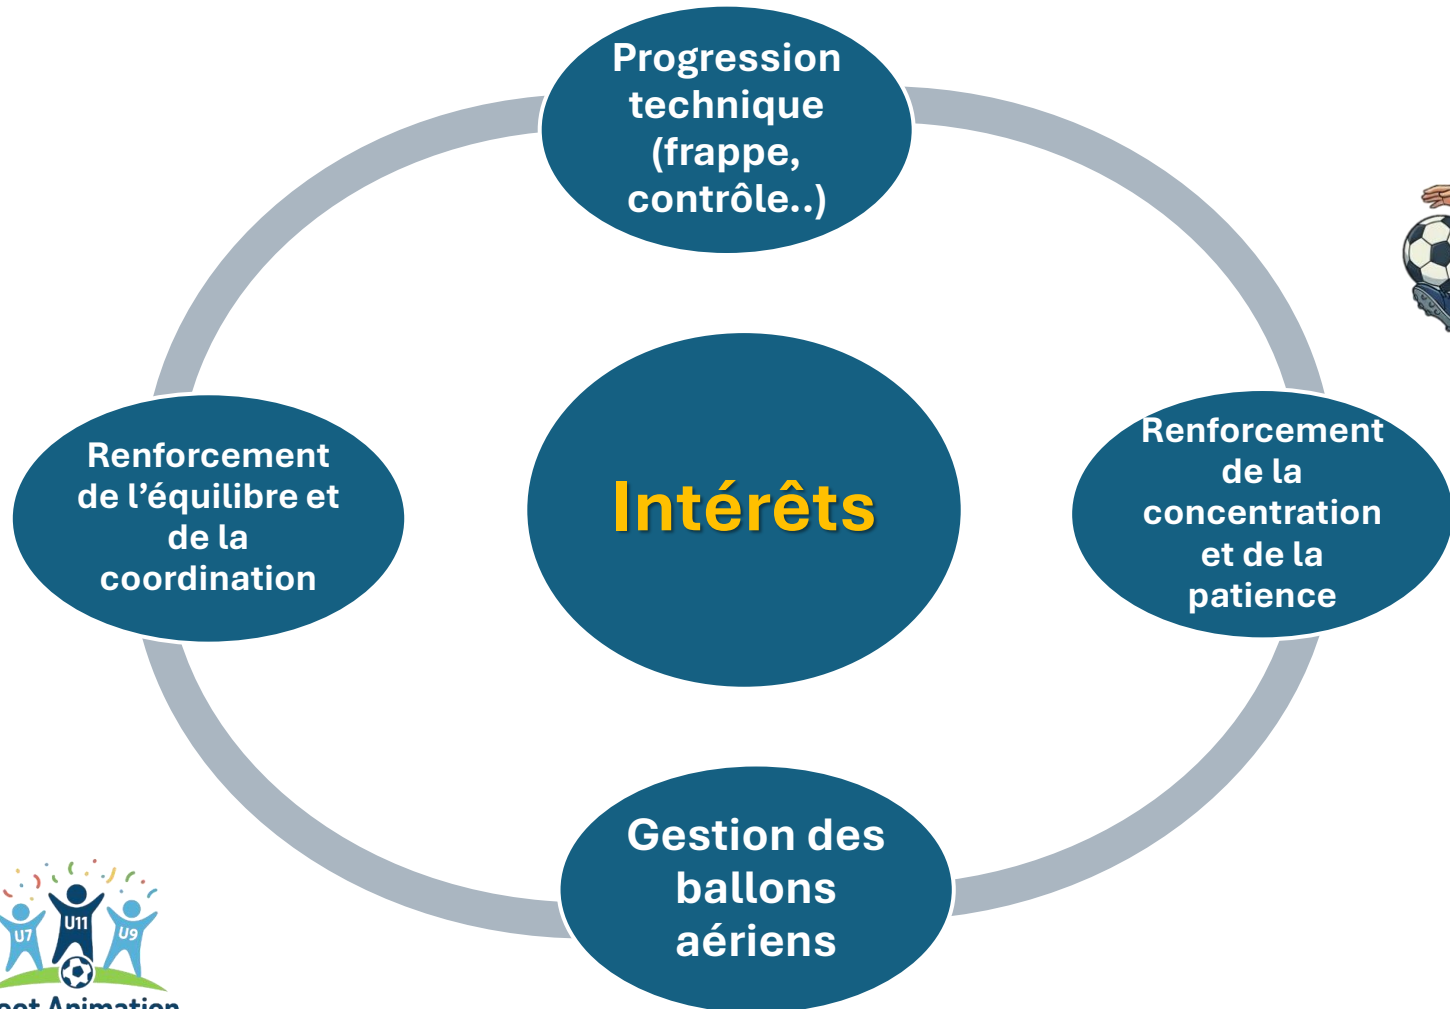 Progression
technique
(frappe,
contrôle..)
Renforcement
de l’équilibre et
de la
coordination
Intérêts
Renforcement
de la
concentration
et de la
patience
Gestion des
ballons
aériens
U7
U11
U9
Animation